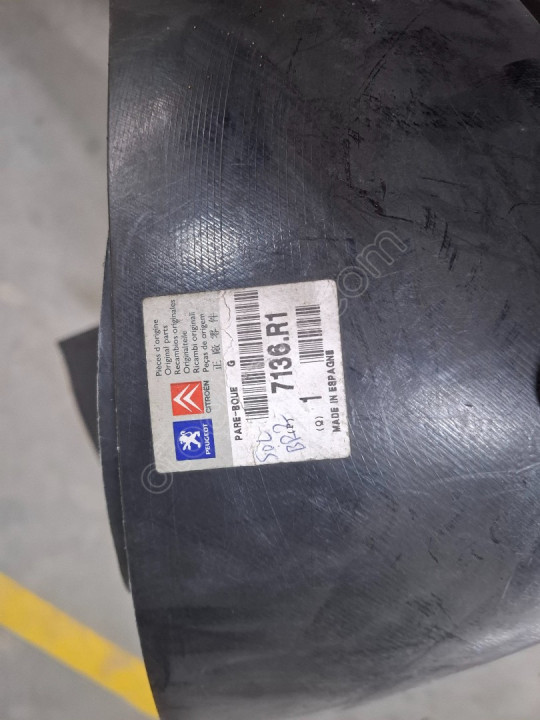 Pièces d'origine
Original parts
Recambios originales
Originalteile
Ricambi originali
Peças de origem
正廠零件
PEUGEOT
CITROËN
PARE-BOUE G
7136.R1
(Q) 1
MADE IN ESPAGNE